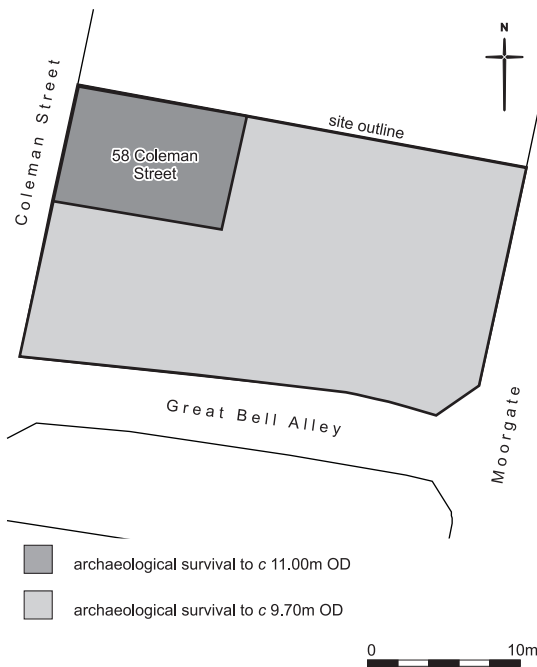 N
Coleman Street
site outline
58 Coleman
Street
Great Bell Alley
Moorgate
archaeological survival to c 11.00m OD
archaeological survival to c 9.70m OD
0 10m